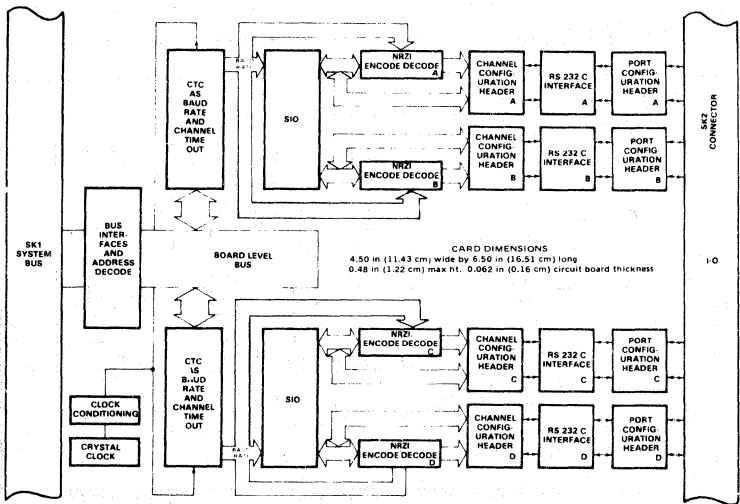 CTC
AS
BAUD
RATE
AND
CHANNEL
TIME
OUT
SIO
NRZI
ENCODE DECODE
A
CHANNEL
CONFIG-
URATION
HEADER
A
RS 232 C
INTERFACE
A
PORT
CONFIG-
URATION
HEADER
A
NRZI
ENCODE DECODE
B
CHANNEL
CONFIG-
URATION
HEADER
B
RS 232 C
INTERFACE
B
PORT
CONFIG-
URATION
HEADER
B
SK2
CONNECTOR
I-O
SK1
SYSTEM
BUS
BUS
INTER-
FACES
AND
ADDRESS
DECODE
BOARD LEVEL
BUS
CARD DIMENSIONS
4.50 in (11.43 cm) wide by 6.50 in (16.51 cm) long
0.48 in (1.22 cm) max ht. 0.062 in (0.16 cm) circuit board thickness
CTC
AS
RATE
AND
CHANNEL
TIME
OUT
SIO
NRZI
ENCODE DECODE
C
CHANNEL
CONFIG-
URATION
HEADER
C
RS 232 C
INTERFACE
C
PORT
CONFIG-
URATION
HEADER
C
NRZI
ENCODE DECODE
D
CHANNEL
CONFIG-
URATION
HEADER
D
RS 232 C
INTERFACE
D
PORT
CONFIG-
URATION
HEADER
D
CLOCK
CONDITIONING
CRYSTAL
CLOCK